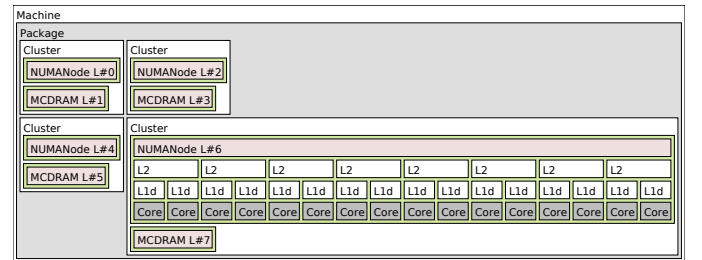 Machine
Package
Cluster
NUMANode L#0
MCDRAM L#1
Cluster
NUMANode L#2
MCDRAM L#3
Cluster
NUMANode L#4
MCDRAM L#5
Cluster
NUMANode L#6
L2 L2 L2 L2 L2 L2 L2 L2
L1d L1d L1d L1d L1d L1d L1d L1d L1d L1d L1d L1d L1d L1d L1d L1d
Core Core Core Core Core Core Core Core Core Core Core Core Core Core Core Core
MCDRAM L#7